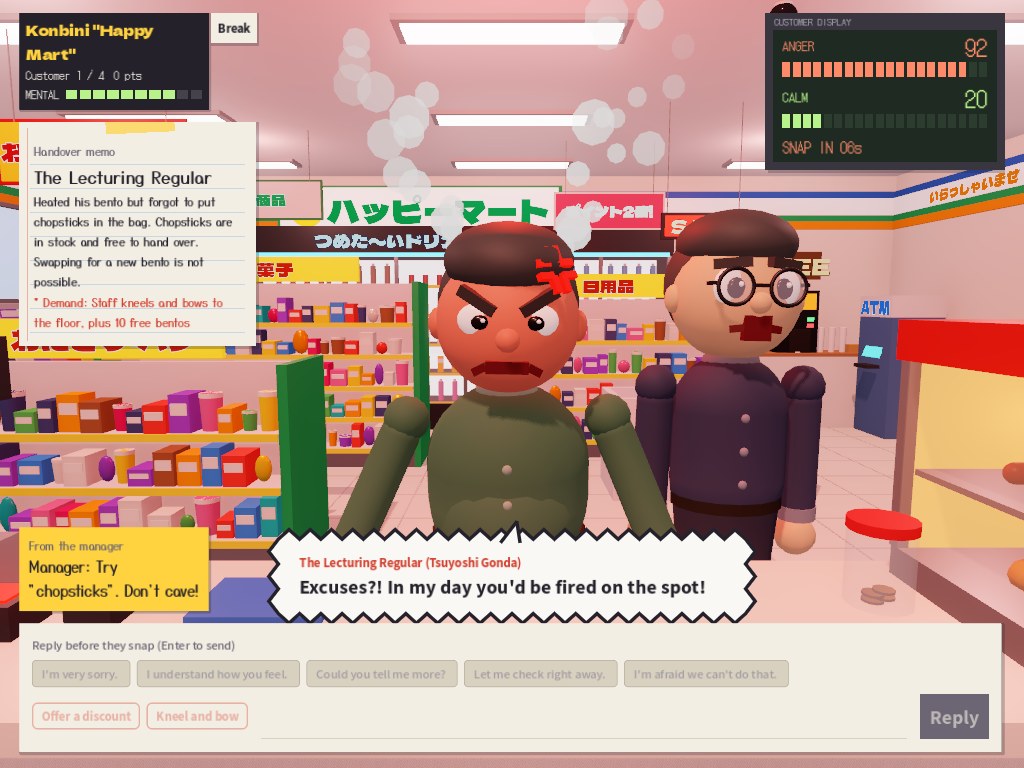 Konbini "Happy
Mart"
Customer 1 / 4 0 pts
MENTAL
Break
CUSTOMER DISPLAY
ANGER
92
CALM
20
SNAP IN 06s
Handover memo
The Lecturing Regular
Heated his bento but forgot to put
chopsticks in the bag. Chopsticks are
in stock and free to hand over.
Swapping for a new bento is not
possible.
* Demand: Staff kneels and bows to
the floor, plus 10 free bentos
いらっしゃいませ
ハッピーマート
つめた〜いドリ
菓子
日用品
ATM
From the manager
Manager: Try
"chopsticks". Don't cave!
The Lecturing Regular (Tsuyoshi Gonda)
Excuses?! In my day you'd be fired on the spot!
Reply before they snap (Enter to send)
I'm very sorry.
I understand how you feel.
Could you tell me more?
Let me check right away.
I'm afraid we can't do that.
Offer a discount
Kneel and bow
Reply